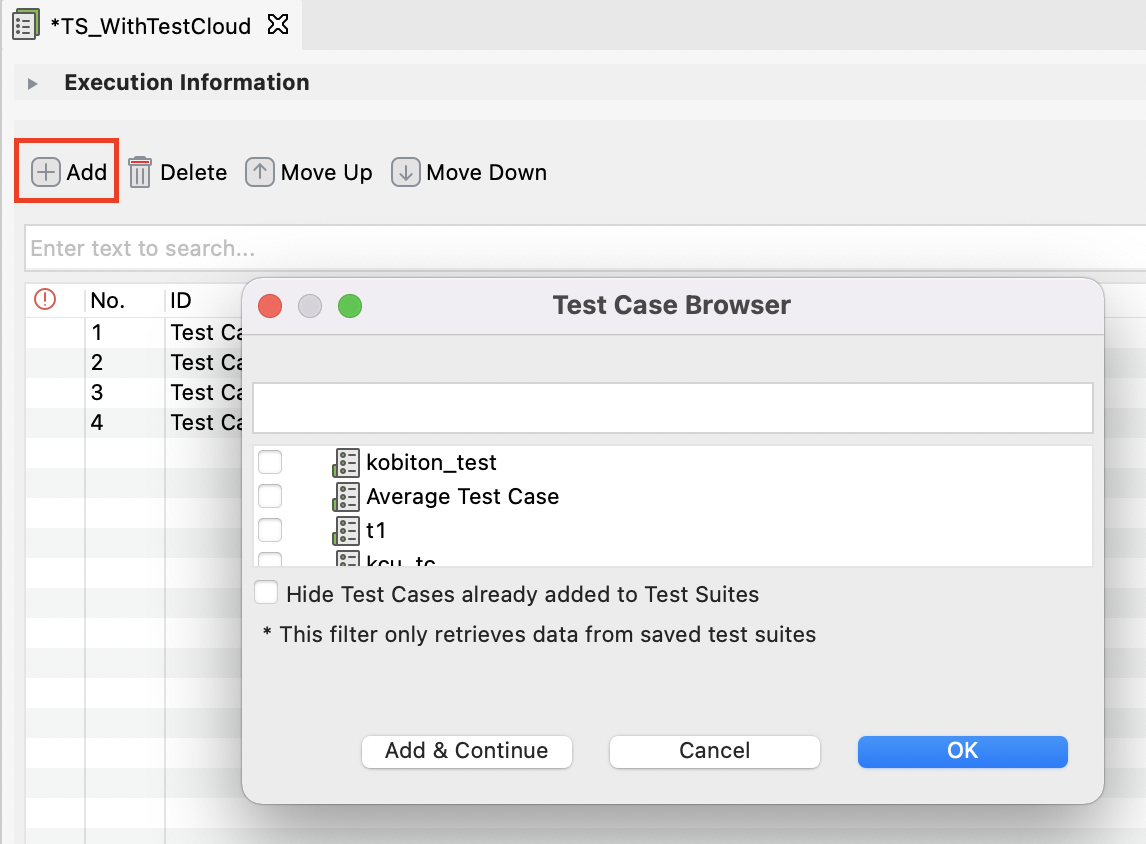 *TS_WithTestCloud
Execution Information
Add Delete Move Up Move Down
Enter text to search...
No. ID
1 Test Ca
2 Test Ca
3 Test Ca
4 Test Ca
Test Case Browser
kobiton_test
Average Test Case
t1
kcu_tc
Hide Test Cases already added to Test Suites
* This filter only retrieves data from saved test suites
Add & Continue Cancel OK